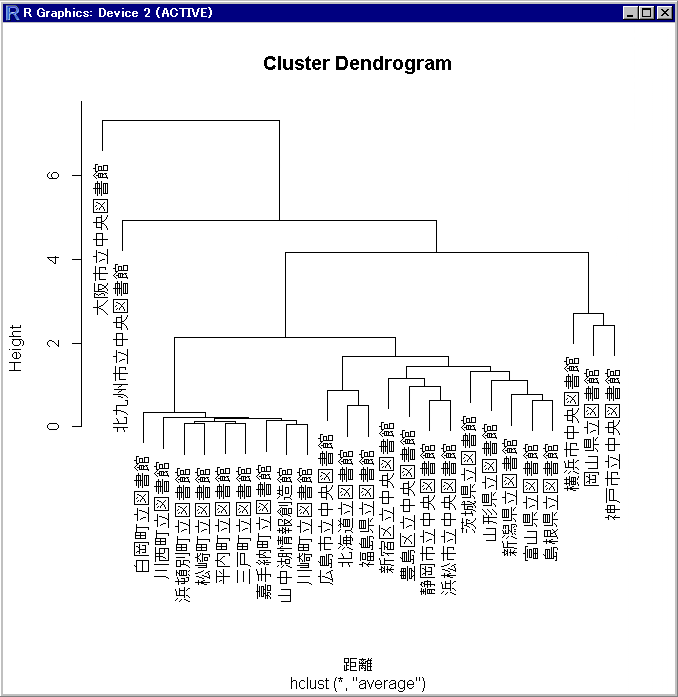 R Graphics: Device 2 (ACTIVE)
Cluster Dendrogram
Height
0
2
4
6
大阪市立中央図書館
北九州市立中央図書館
白岡町立図書館
川西町立図書館
浜頓別町立図書館
松崎町立図書館
平内町立図書館
三戸町立図書館
嘉手納町立図書館
山中湖情報創造館
川崎町立図書館
広島市立中央図書館
北海道立図書館
福島県立図書館
新宿区立中央図書館
豊島区立中央図書館
静岡市立中央図書館
浜松市立中央図書館
茨城県立図書館
山形県立図書館
新潟県立図書館
富山県立図書館
島根県立図書館
横浜市中央図書館
岡山県立図書館
神戸市立中央図書館
距離
hclust (*, "average")